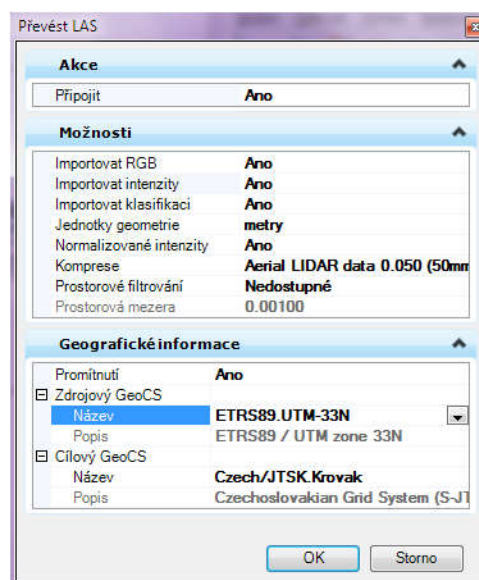 Převést LAS
Akce
Připojit Ano
Možnosti
Importovat RGB Ano
Importovat intenzity Ano
Importovat klasifikaci Ano
Jednotky geometrie metry
Normalizované intenzity Ano
Komprese Aerial LIDAR data 0.050 (50mm
Prostorové filtrování Nedostupné
Prostorová mezera 0.00100
Geografické informace
Promítnutí Ano
Zdrojový GeoCS
Název ETRS89.UTM-33N
Popis ETRS89 / UTM zone 33N
Cílový GeoCS
Název Czech/JTSK.Krovak
Popis Czechoslovakian Grid System (S-JT
OK Storno